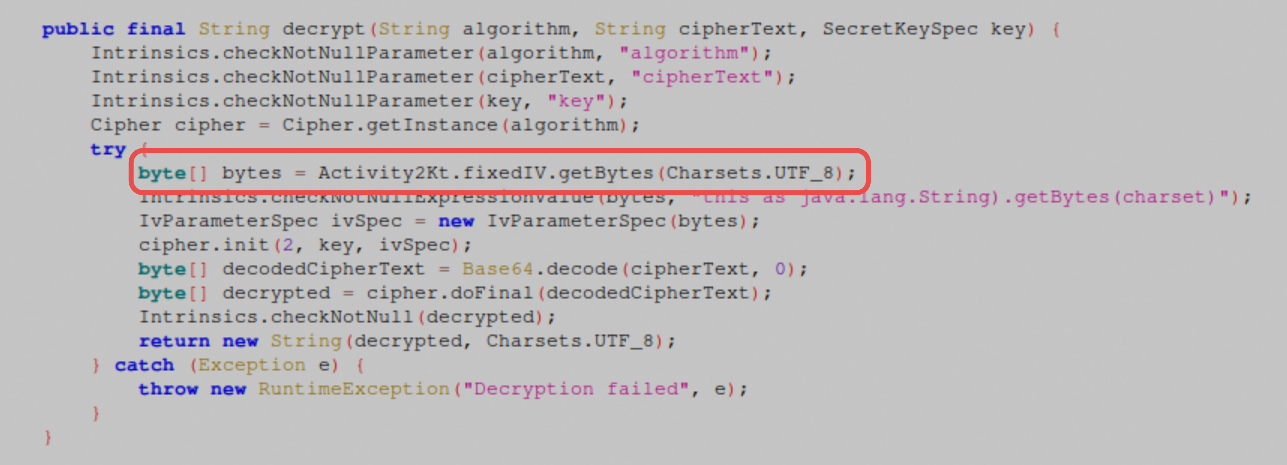 public final String decrypt(String algorithm, String cipherText, SecretKeySpec key) {
Intrinsics.checkNotNullParameter(algorithm, "algorithm");
Intrinsics.checkNotNullParameter(cipherText, "cipherText");
Intrinsics.checkNotNullParameter(key, "key");
Cipher cipher = Cipher.getInstance(algorithm);
try {
byte[] bytes = Activity2Kt.fixedIV.getBytes(Charsets.UTF_8);
Intrinsics.checkNotNullExpressionValue(bytes, "this as java.lang.String).getBytes(charset)");
IvParameterSpec ivSpec = new IvParameterSpec(bytes);
cipher.init(2, key, ivSpec);
byte[] decodedCipherText = Base64.decode(cipherText, 0);
byte[] decrypted = cipher.doFinal(decodedCipherText);
Intrinsics.checkNotNull(decrypted);
return new String(decrypted, Charsets.UTF_8);
} catch (Exception e) {
throw new RuntimeException("Decryption failed", e);
}
}